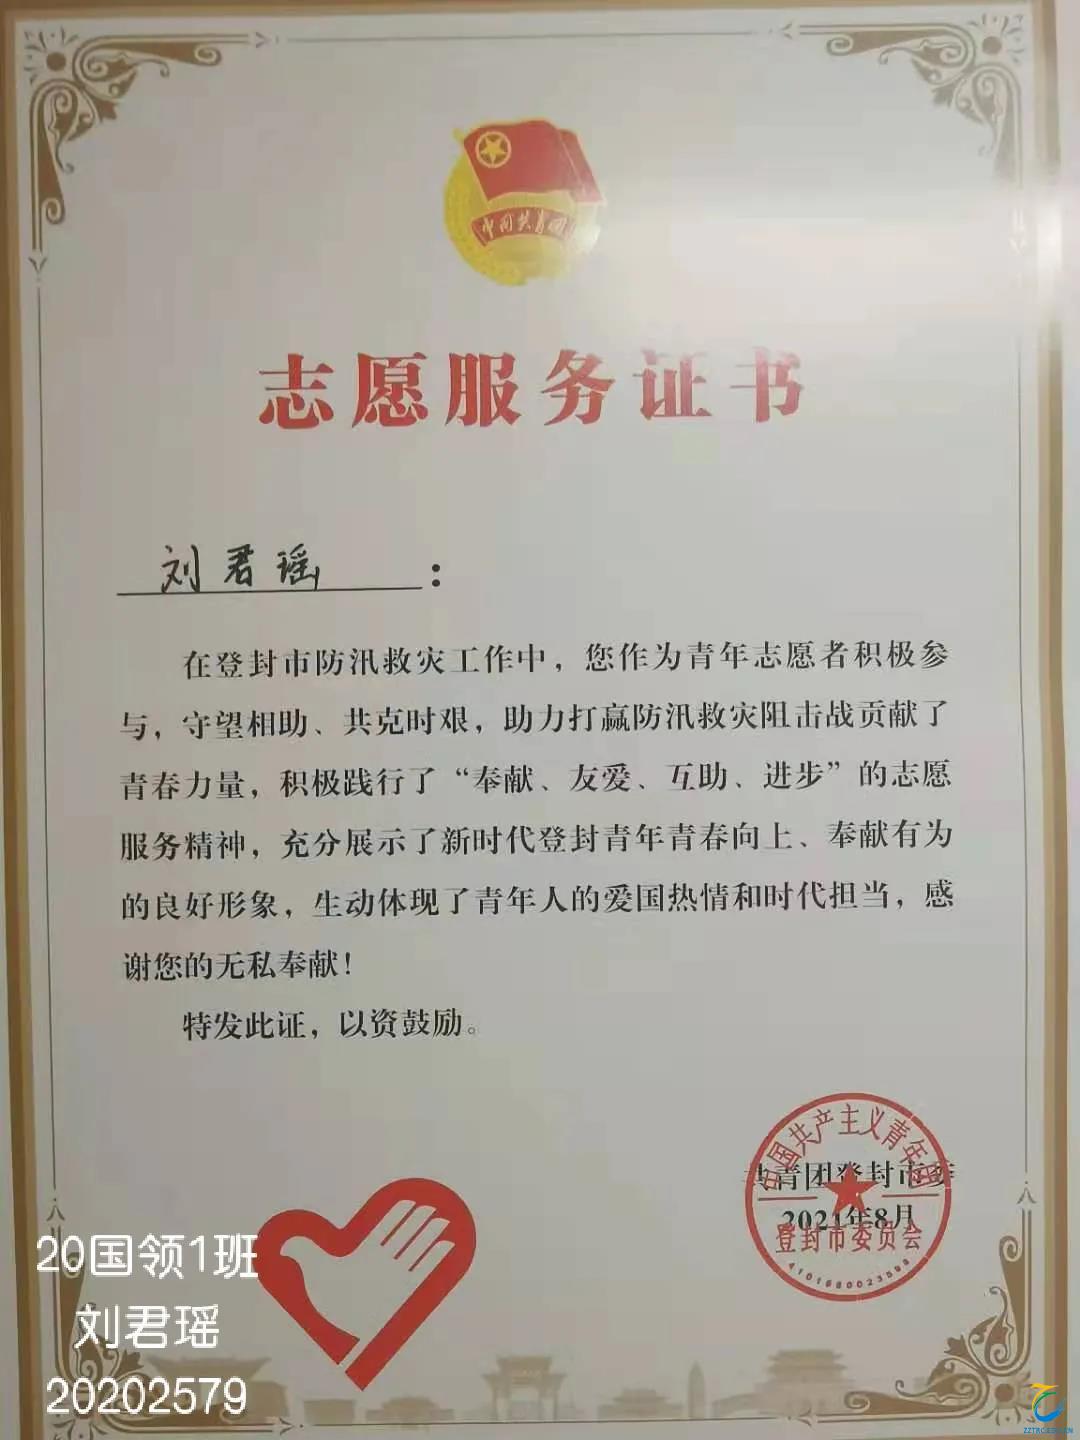 中国共青团
志愿服务证书
刘君瑶：
在登封市防汛救灾工作中，您作为青年志愿者积极参
与，守望相助、共克时艰，助力打赢防汛救灾阻击战贡献了
青春力量，积极践行了“奉献、友爱、互助、进步”的志愿
服务精神，充分展示了新时代登封青年青春向上、奉献有为
的良好形象，生动体现了青年人的爱国热情和时代担当，感
谢您的无私奉献！
特发此证，以资鼓励。
共青团登封市委
2021年8月
中国共产主义青年团
登封市委员会
20国领1班
刘君瑶
20202579